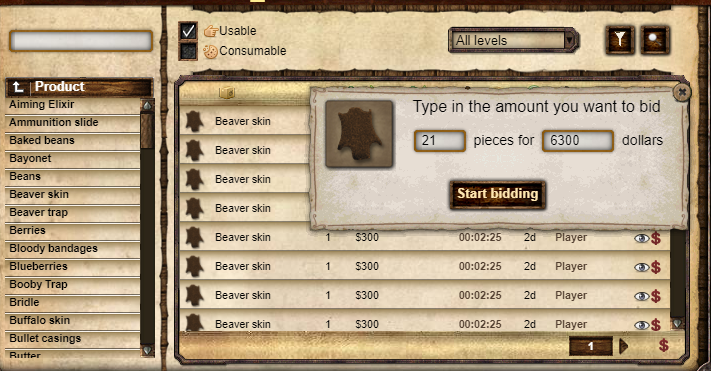 Usable
Consumable
All levels
Product
Aiming Elixir
Ammunition slide
Baked beans
Bayonet
Beans
Beaver skin
Beaver trap
Berries
Bloody bandages
Blueberries
Booby Trap
Bridle
Buffalo skin
Bullet casings
Butter
Type in the amount you want to bid
21 pieces for 6300 dollars
Start bidding
Beaver skin
Beaver skin
Beaver skin
Beaver skin
Beaver skin 1 $300 00:02:25 2d Player $
Beaver skin 1 $300 00:02:25 2d Player $
Beaver skin 1 $300 00:02:25 2d Player $
Beaver skin 1 $300 00:02:25 2d Player $
1 $